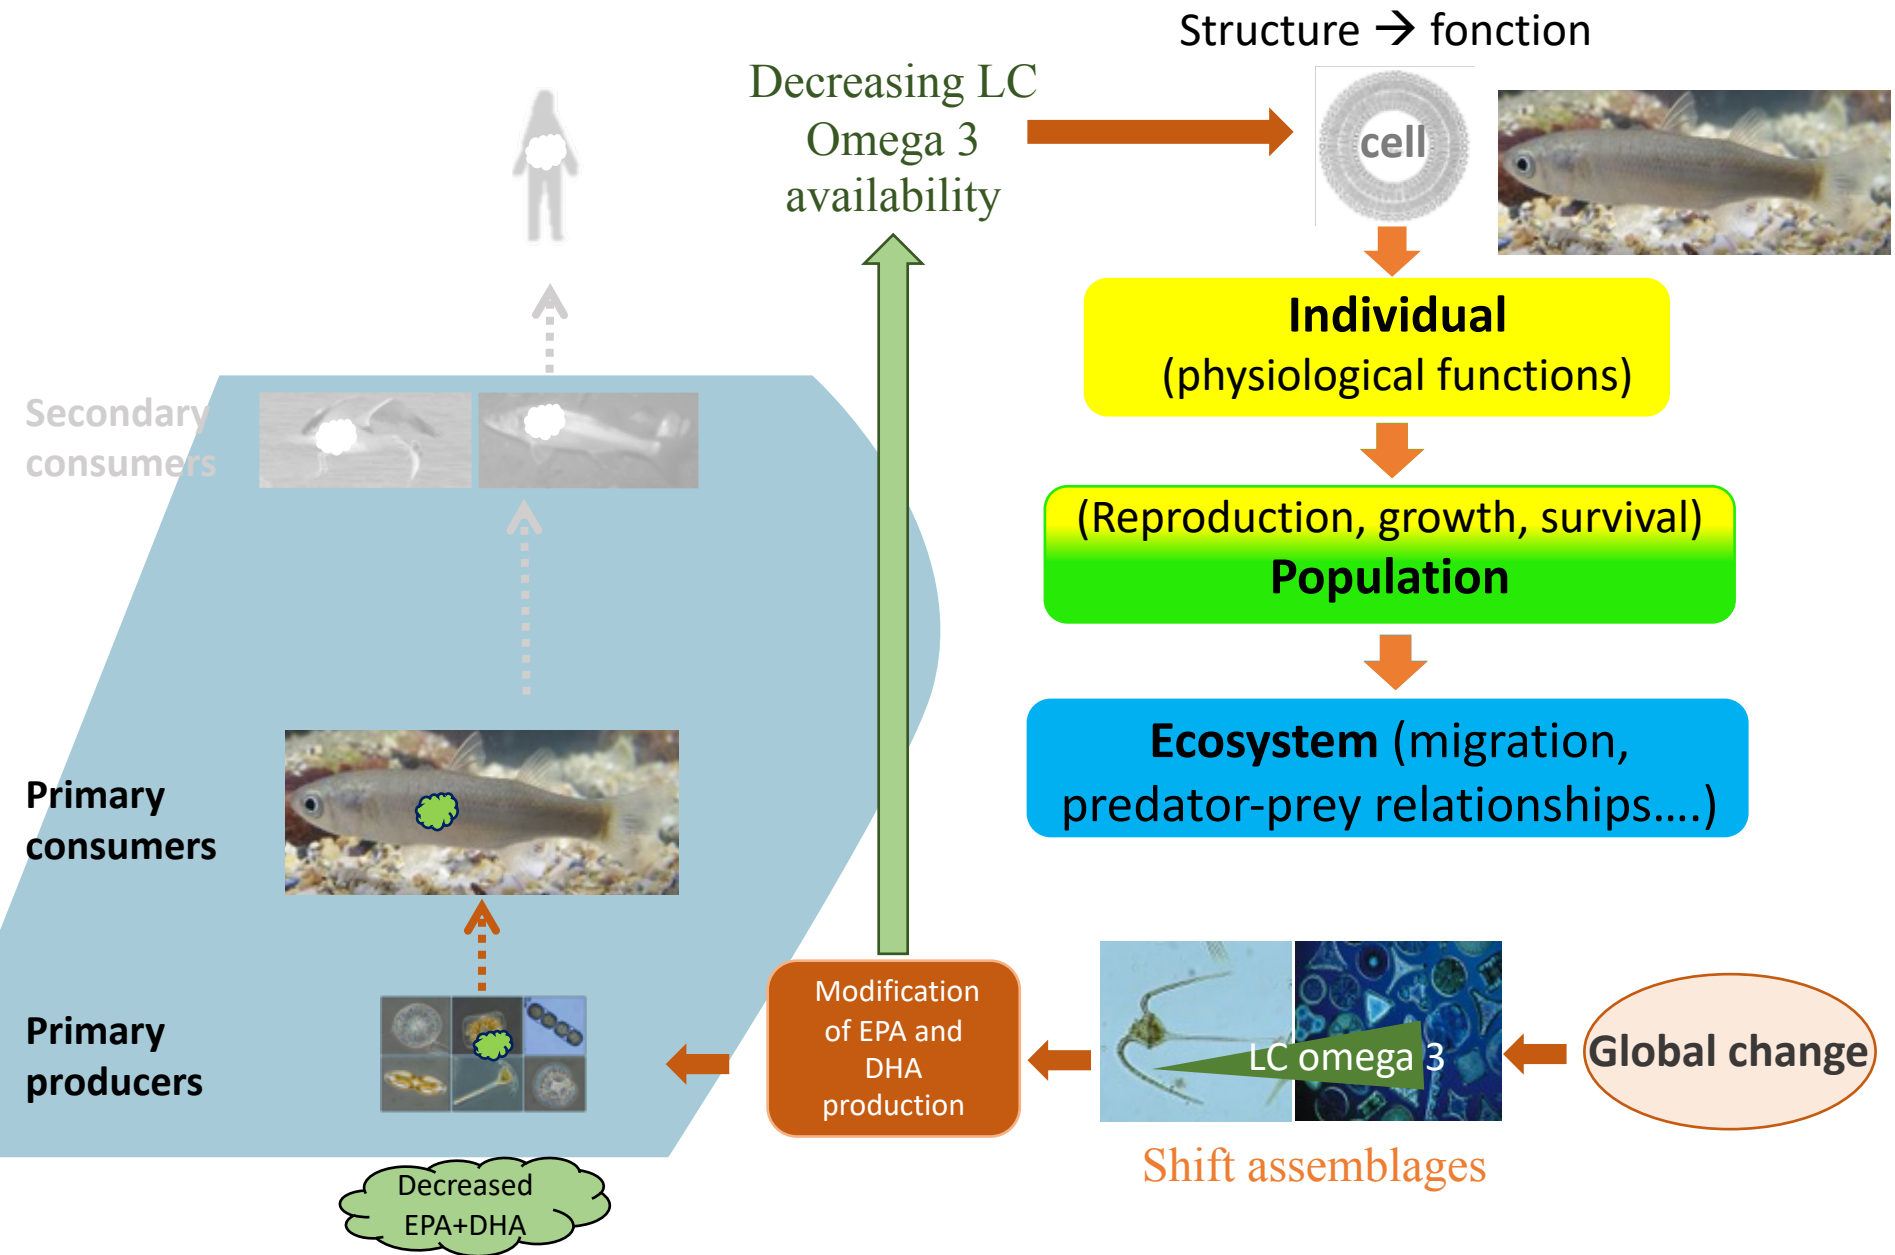 Structure → fonction
Decreasing LC
Omega 3
availability
cell
Individual
(physiological functions)
(Reproduction, growth, survival)
Population
Ecosystem (migration,
predator-prey relationships....)
Secondary
consumers
Primary
consumers
Primary
producers
Modification
of EPA and
DHA
production
LC omega 3
Global change
Shift assemblages
Decreased
EPA+DHA